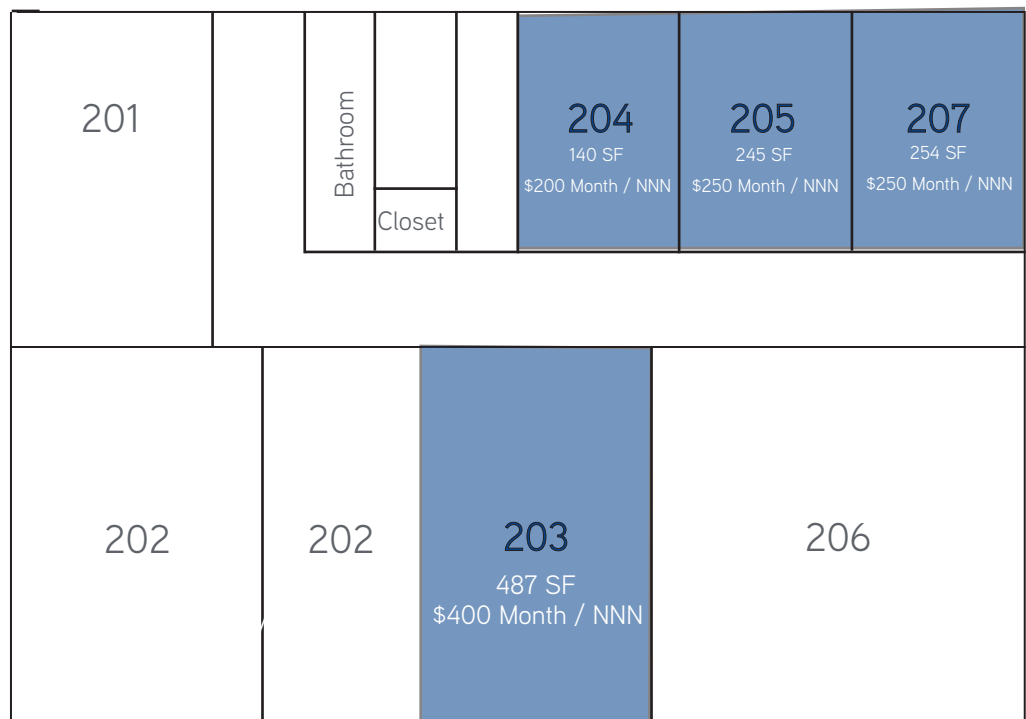 201
Bathroom
Closet
204
140 SF
$200 Month / NNN
205
245 SF
$250 Month / NNN
207
254 SF
$250 Month / NNN
202
202
203
487 SF
$400 Month / NNN
206